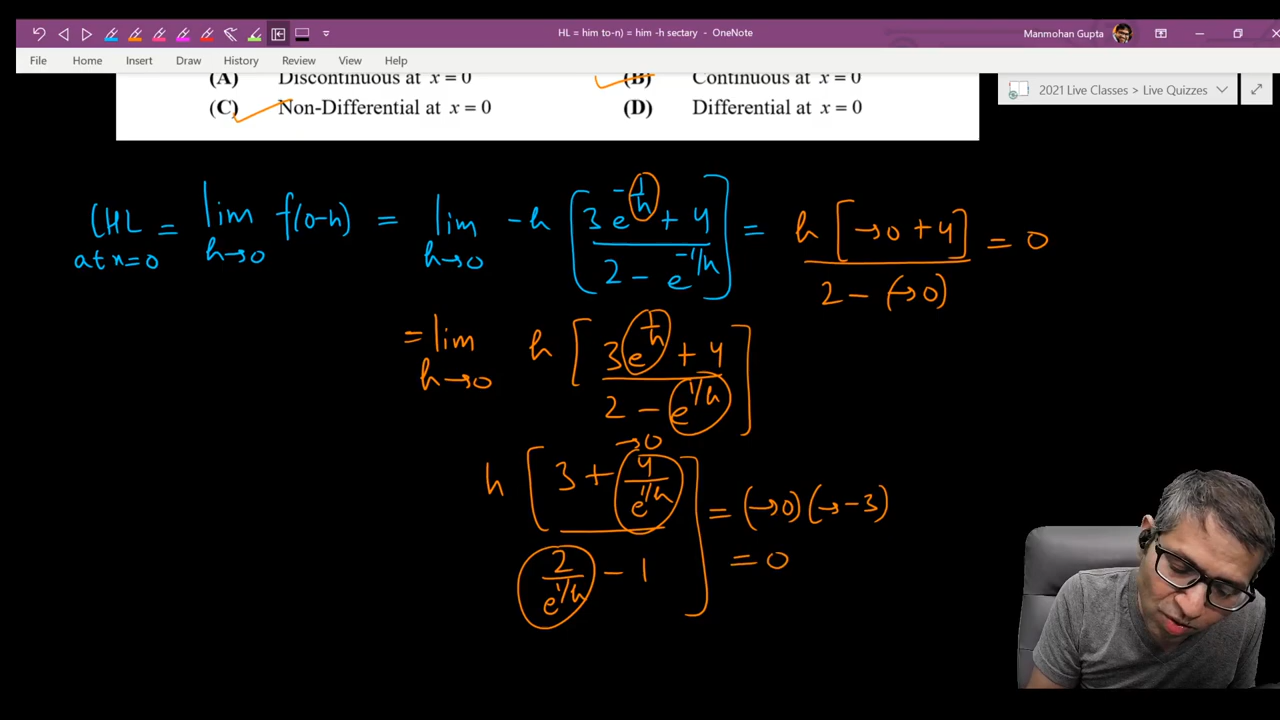 HL = him to-n) = him -h sectary - OneNote
Manmohan Gupta
File Home Insert Draw History Review View Help
2021 Live Classes > Live Quizzes
(A) Discontinuous at x = 0 (B) Continuous at x = 0
(C) Non-Differential at x = 0 (D) Differential at x = 0
LHL at x=0 = lim h→0 f(0-h) = lim h→0 -h [3e^{-1/h} + 4 / 2 - e^{-1/h}] = h [→0 + 4] / 2 - (→0) = 0
= lim h→0 h [3e^{1/h} + 4 / 2 - e^{1/h}]
h [3 + 4/e^{1/h} →0 / 2/e^{1/h} - 1] = (→0)(→-3)
= 0